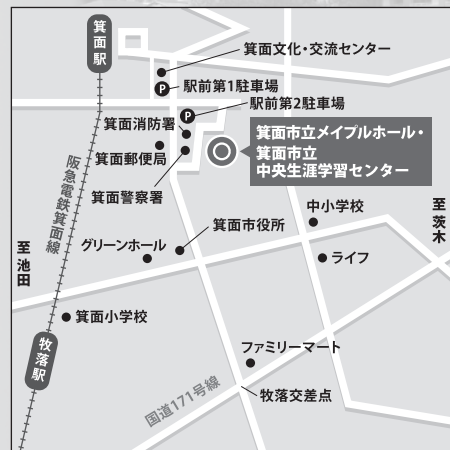 箕面駅
箕面文化・交流センター
P
駅前第1駐車場
P
駅前第2駐車場
箕面消防署
箕面市立メイプルホール・
箕面市立
中央生涯学習センター
箕面郵便局
箕面警察署
阪急電鉄箕面線
至池田
中小学校
至茨木
箕面市役所
グリーンホール
ライフ
箕面小学校
牧落駅
ファミリーマート
国道171号線
牧落交差点